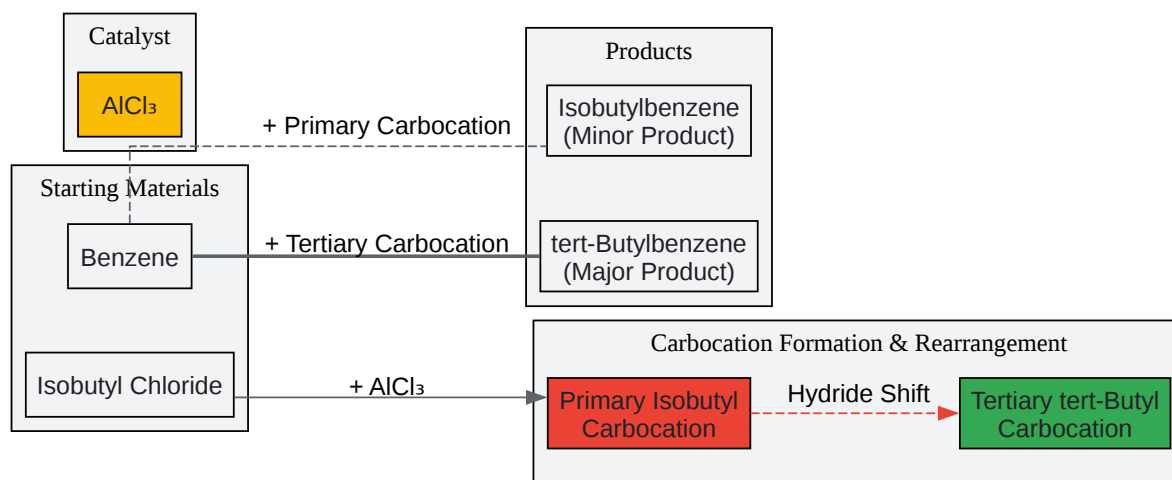 Catalyst
AlCl₃
Products
Isobutylbenzene
(Minor Product)
+ Primary Carbocation
Starting Materials
Benzene
+ Tertiary Carbocation
tert-Butylbenzene
(Major Product)
Carbocation Formation & Rearrangement
Isobutyl Chloride
+ AlCl₃
Primary Isobutyl
Carbocation
Hydride Shift
Tertiary tert-Butyl
Carbocation